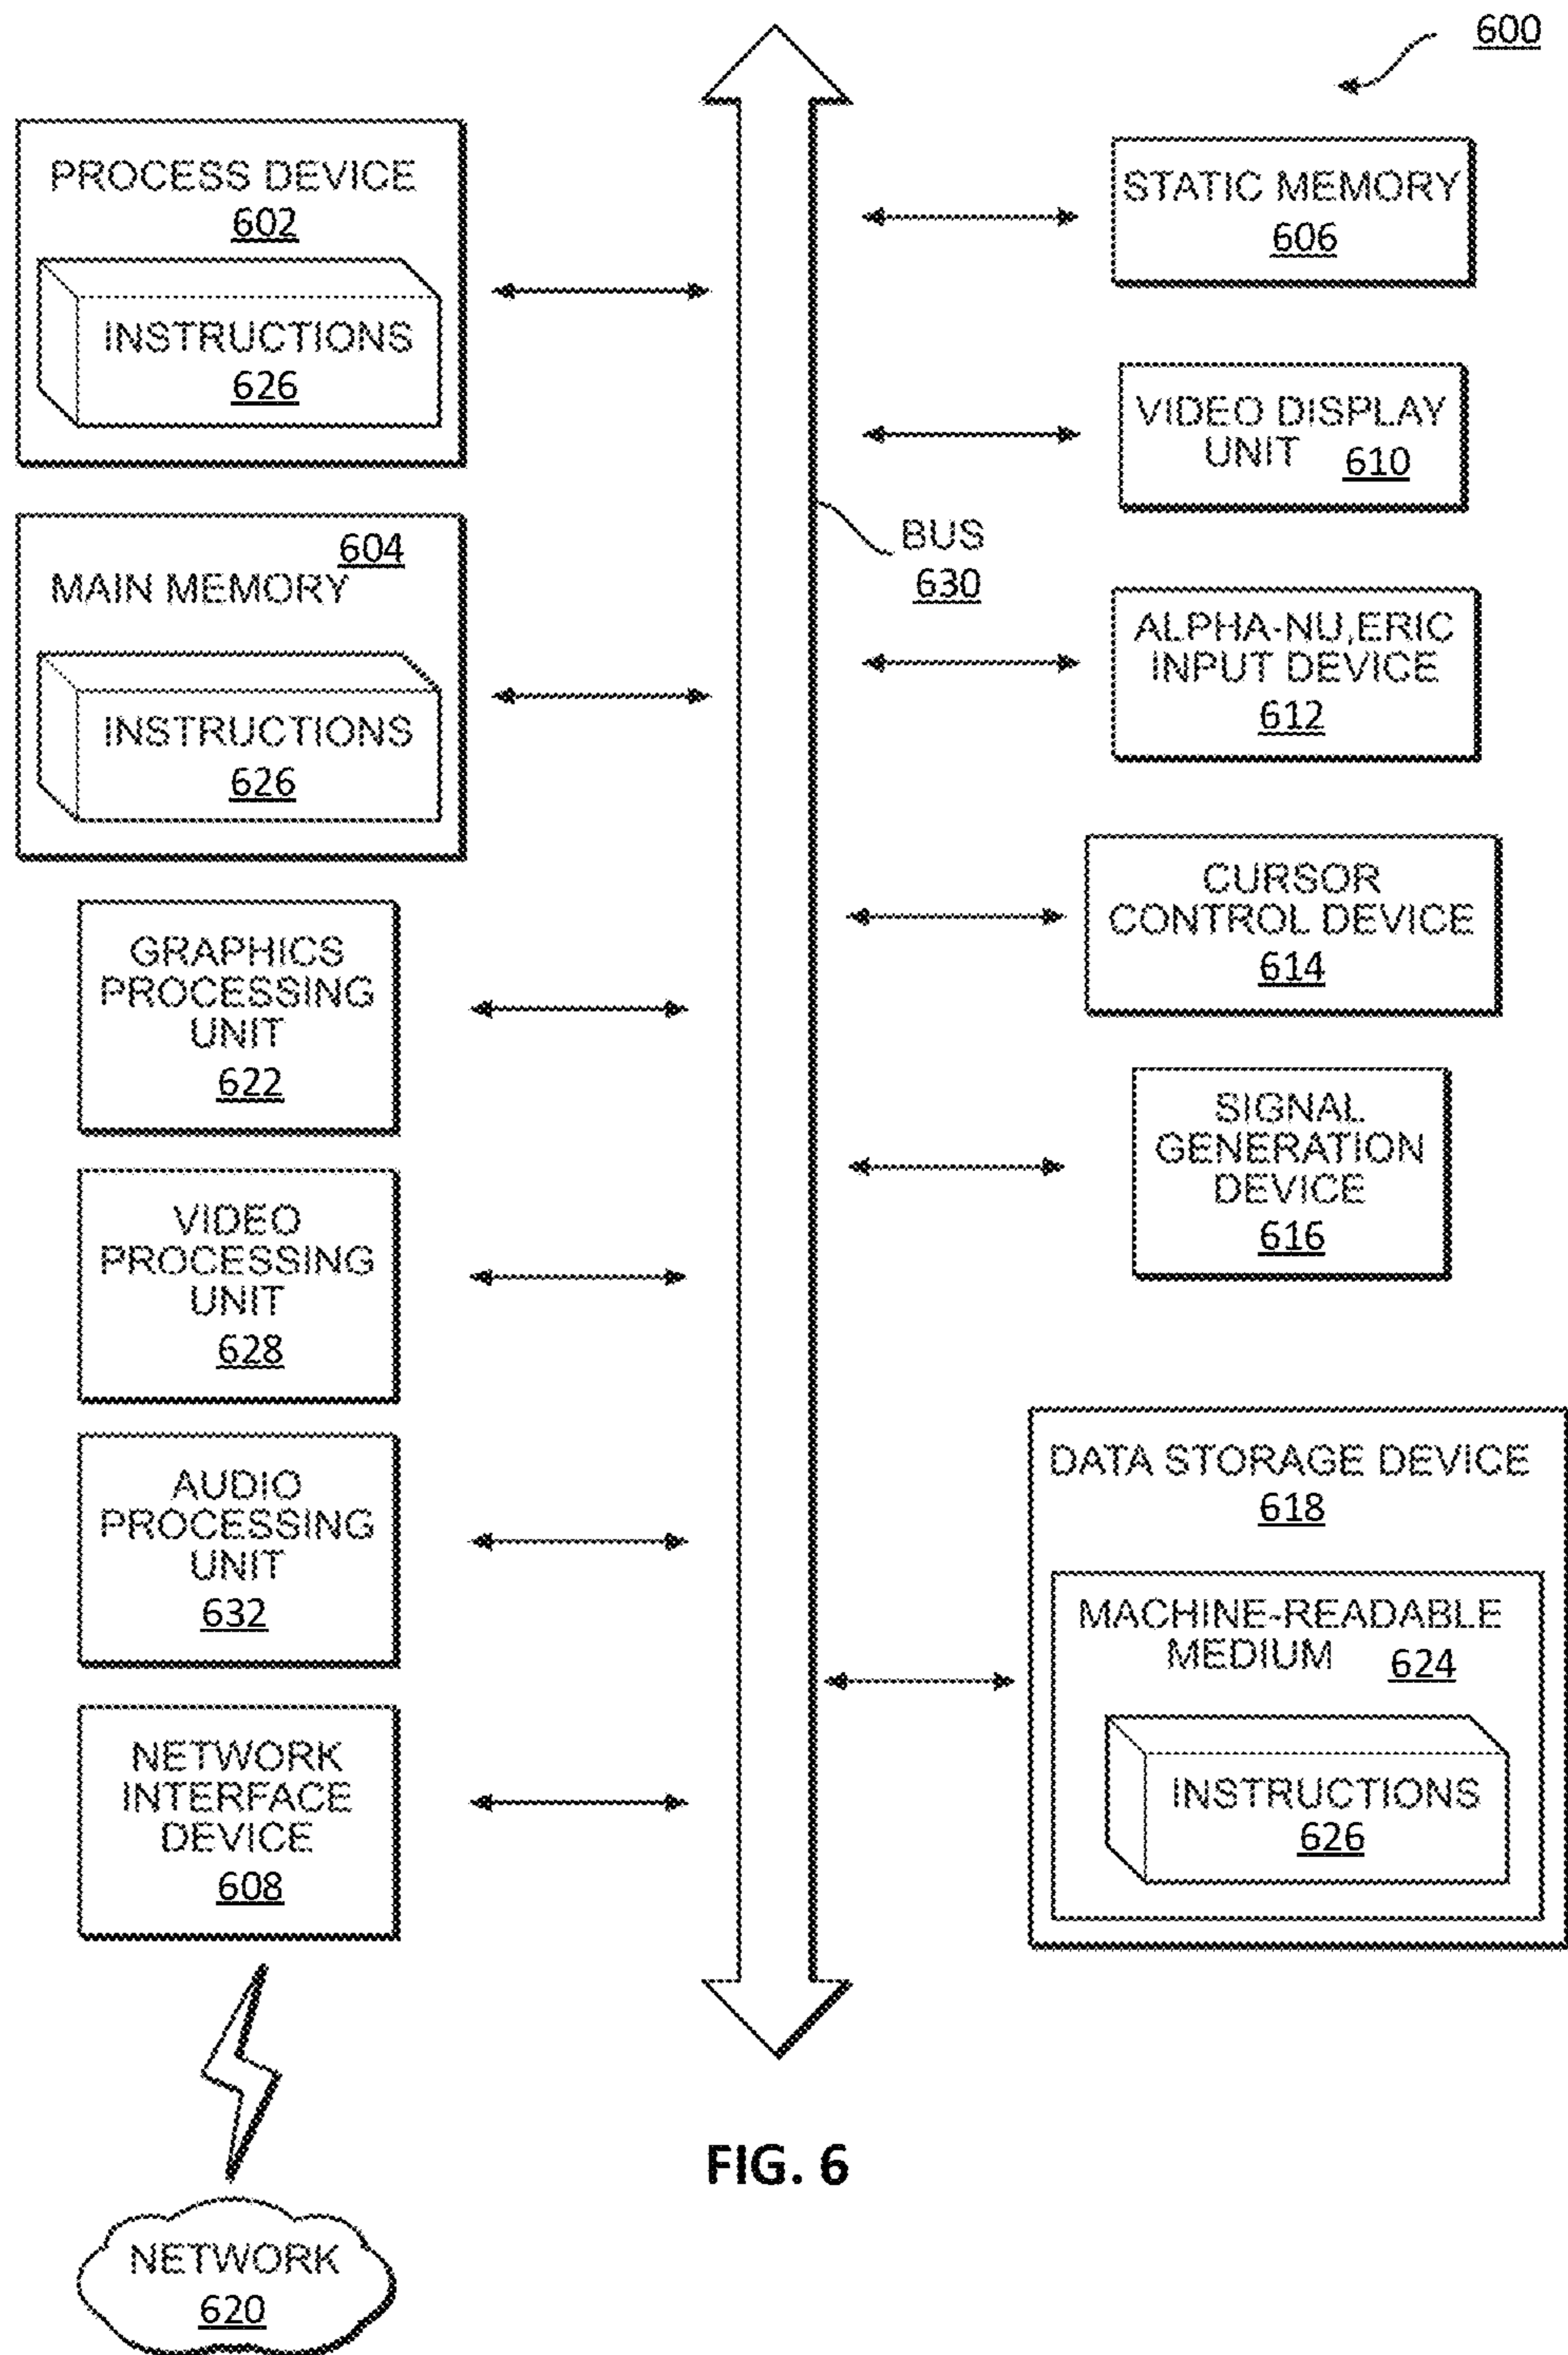 600
PROCESS DEVICE
602
INSTRUCTIONS
626
604
MAIN MEMORY
INSTRUCTIONS
626
GRAPHICS
PROCESSING
UNIT
622
VIDEO
PROCESSING
UNIT
628
AUDIO
PROCESSING
UNIT
632
NETWORK
INTERFACE
DEVICE
608
NETWORK
620
BUS
630
STATIC MEMORY
606
VIDEO DISPLAY
UNIT 610
ALPHA-NU,ERIC
INPUT DEVICE
612
CURSOR
CONTROL DEVICE
614
SIGNAL
GENERATION
DEVICE
616
DATA STORAGE DEVICE
618
MACHINE-READABLE
MEDIUM 624
INSTRUCTIONS
626
FIG. 6